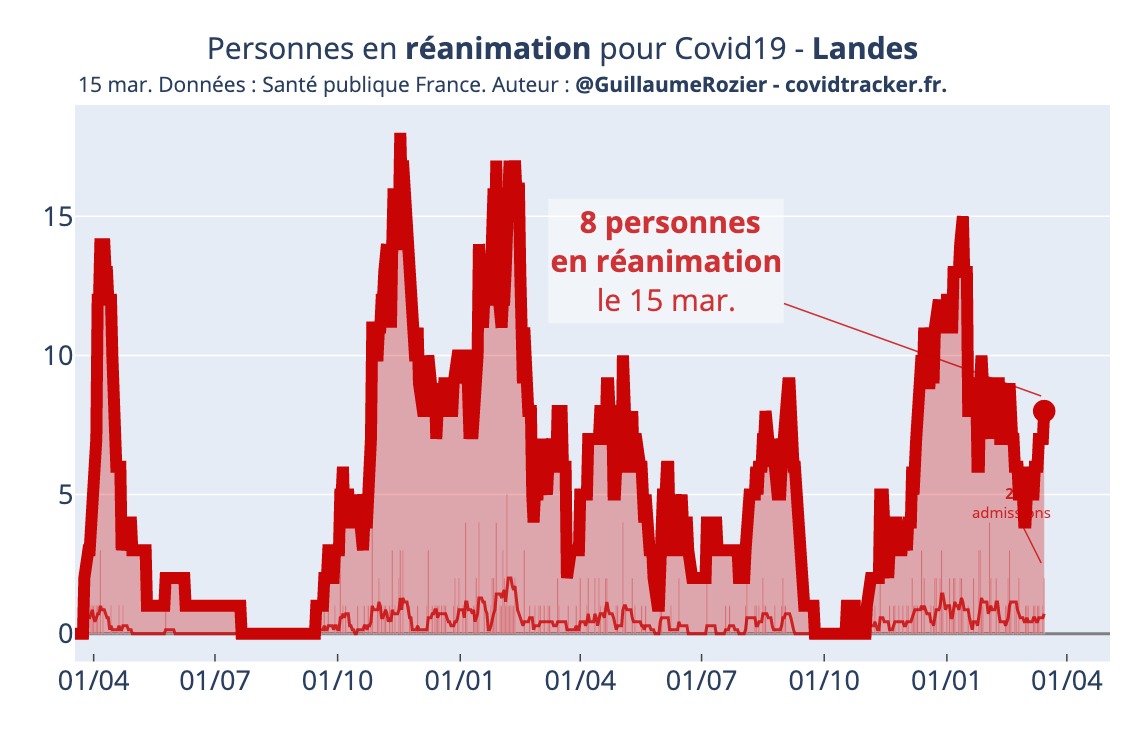 Personnes en réanimation pour Covid19 - Landes
15 mar. Données : Santé publique France. Auteur : @GuillaumeRozier - covidtracker.fr.
15
8 personnes
en réanimation
le 15 mar.
10
5
2
admissions
0
01/04 01/07 01/10 01/01 01/04 01/07 01/10 01/01 01/04